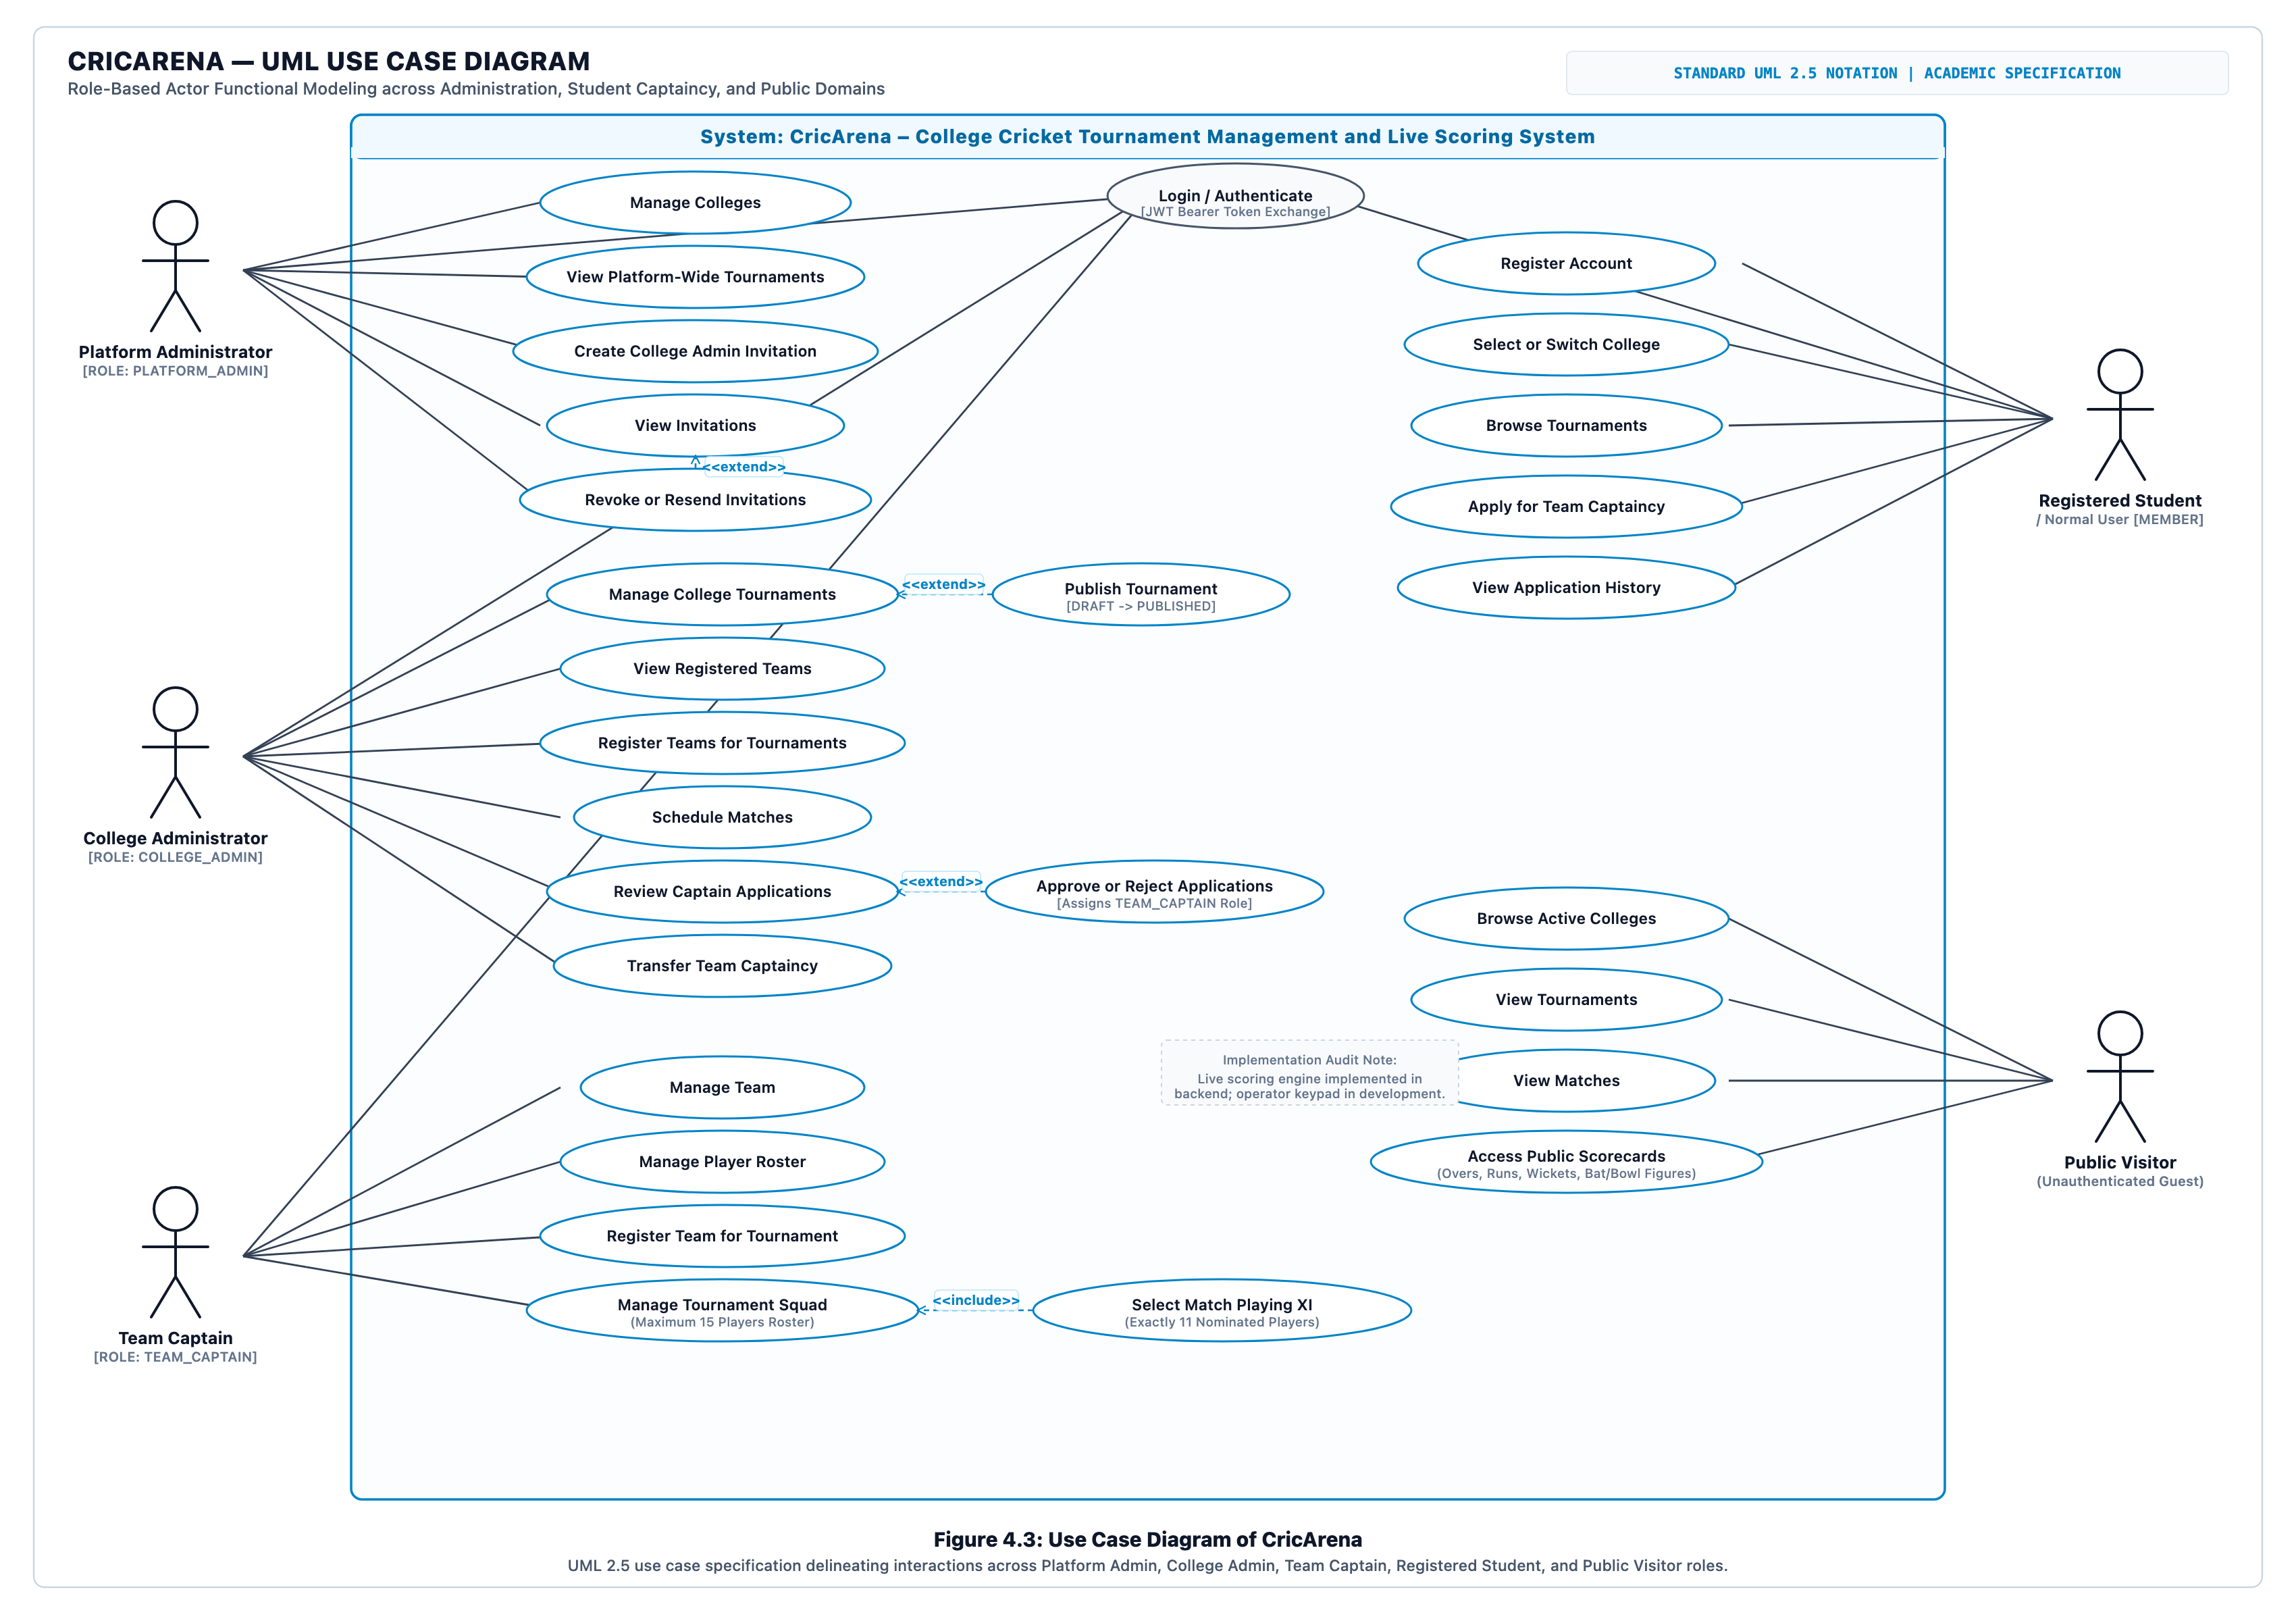 CRICARENA — UML USE CASE DIAGRAM
Role-Based Actor Functional Modeling across Administration, Student Captaincy, and Public Domains
STANDARD UML 2.5 NOTATION | ACADEMIC SPECIFICATION
System: CricArena – College Cricket Tournament Management and Live Scoring System
Platform Administrator
[ROLE: PLATFORM_ADMIN]
College Administrator
[ROLE: COLLEGE_ADMIN]
Team Captain
[ROLE: TEAM_CAPTAIN]
Manage Colleges
View Platform-Wide Tournaments
Create College Admin Invitation
View Invitations
<<extend>>
Revoke or Resend Invitations
Manage College Tournaments
<<extend>>
Publish Tournament
[DRAFT -> PUBLISHED]
View Registered Teams
Register Teams for Tournaments
Schedule Matches
Review Captain Applications
<<extend>>
Approve or Reject Applications
[Assigns TEAM_CAPTAIN Role]
Transfer Team Captaincy
Manage Team
Manage Player Roster
Register Team for Tournament
Manage Tournament Squad
(Maximum 15 Players Roster)
<<include>>
Select Match Playing XI
(Exactly 11 Nominated Players)
Login / Authenticate
[JWT Bearer Token Exchange]
Register Account
Select or Switch College
Browse Tournaments
Apply for Team Captaincy
View Application History
Browse Active Colleges
View Tournaments
Implementation Audit Note:
Live scoring engine implemented in
backend; operator keypad in development.
View Matches
Access Public Scorecards
(Overs, Runs, Wickets, Bat/Bowl Figures)
Registered Student
/ Normal User [MEMBER]
Public Visitor
(Unauthenticated Guest)
Figure 4.3: Use Case Diagram of CricArena
UML 2.5 use case specification delineating interactions across Platform Admin, College Admin, Team Captain, Registered Student, and Public Visitor roles.